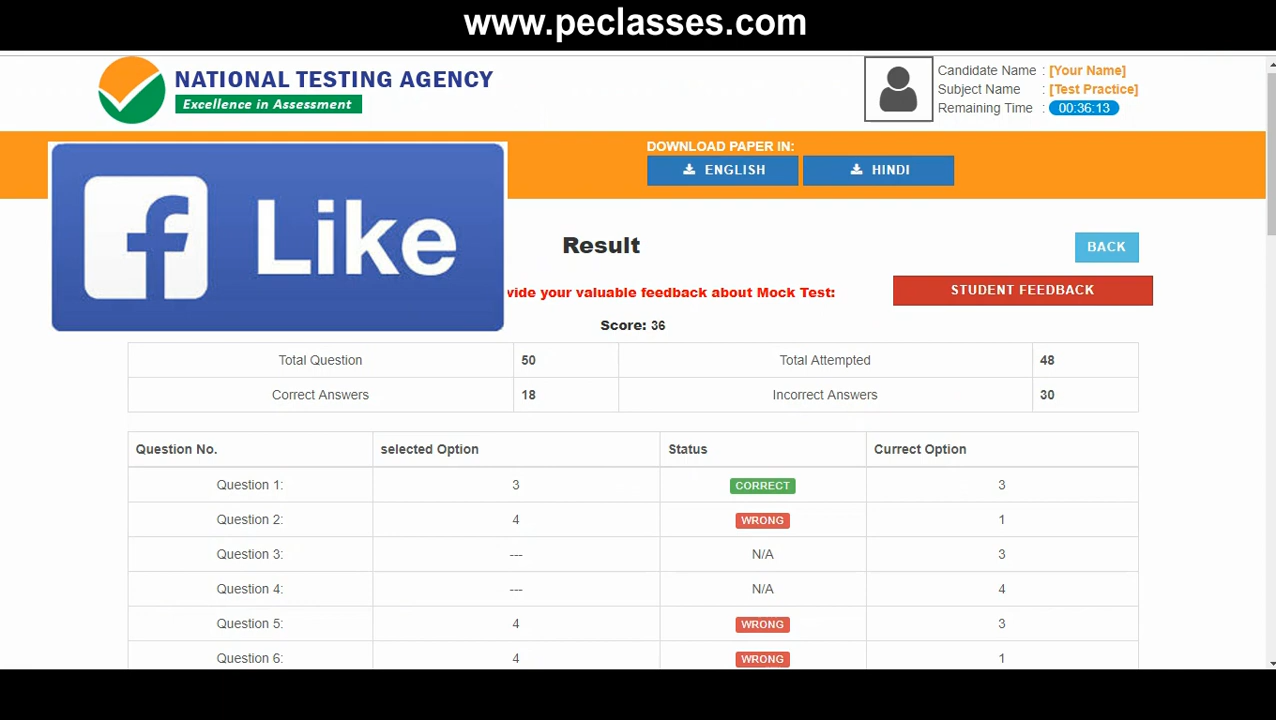 www.peclasses.com
NATIONAL TESTING AGENCY
Excellence in Assessment
Candidate Name : [Your Name]
Subject Name : [Test Practice]
Remaining Time : 00:36:13
DOWNLOAD PAPER IN:
ENGLISH HINDI
f Like
Result
BACK
vide your valuable feedback about Mock Test:
STUDENT FEEDBACK
Score: 36
Total Question 50 Total Attempted 48
Correct Answers 18 Incorrect Answers 30
Question No. selected Option Status Currect Option
Question 1: 3 CORRECT 3
Question 2: 4 WRONG 1
Question 3: --- N/A 3
Question 4: --- N/A 4
Question 5: 4 WRONG 3
Question 6: 4 WRONG 1